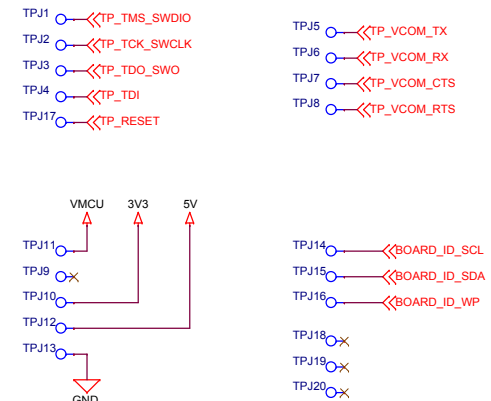 TPJ1 TP_TMS_SWDIO
TPJ2 TP_TCK_SWCLK
TPJ3 TP_TDO_SWO
TPJ4 TP_TDI
TPJ17 TP_RESET
TPJ5 TP_VCOM_TX
TPJ6 TP_VCOM_RX
TPJ7 TP_VCOM_CTS
TPJ8 TP_VCOM_RTS
VMCU 3V3 5V
TPJ11
TPJ9
TPJ10
TPJ12
TPJ13
GND
TPJ14 BOARD_ID_SCL
TPJ15 BOARD_ID_SDA
TPJ16 BOARD_ID_WP
TPJ18
TPJ19
TPJ20